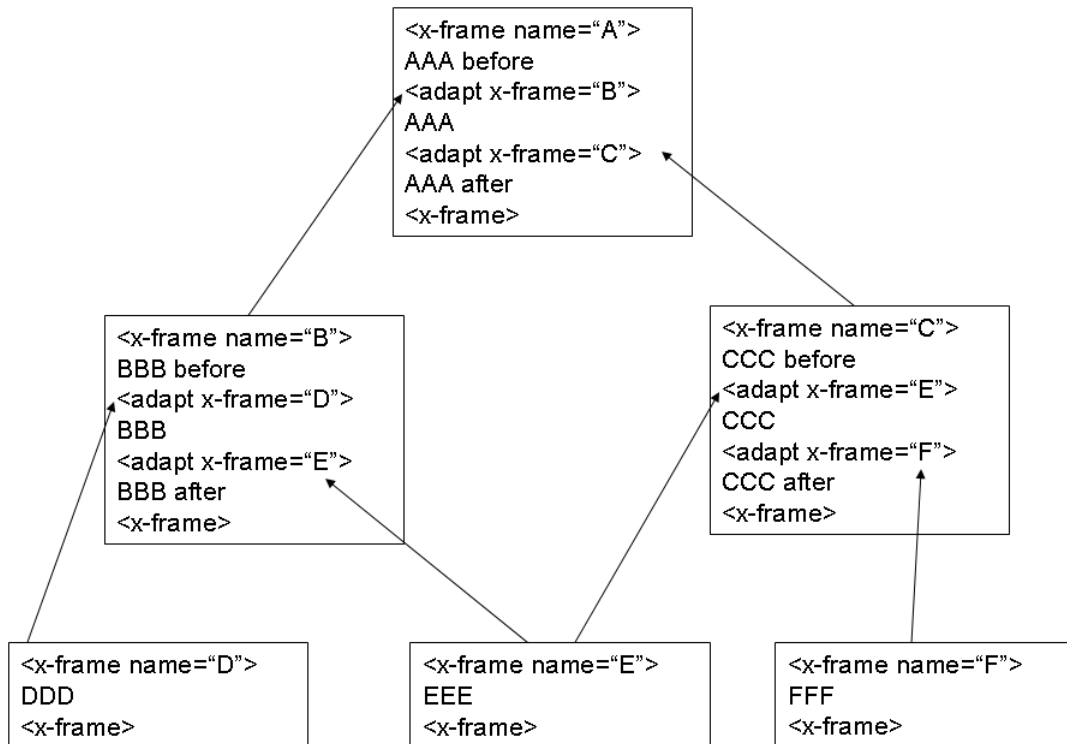 <x-frame name=“A”>
AAA before
<adapt x-frame=“B”>
AAA
<adapt x-frame=“C”>
AAA after
<x-frame>
<x-frame name=“B”>
BBB before
<adapt x-frame=“D”>
BBB
<adapt x-frame=“E”>
BBB after
<x-frame>
<x-frame name=“C”>
CCC before
<adapt x-frame=“E”>
CCC
<adapt x-frame=“F”>
CCC after
<x-frame>
<x-frame name=“D”>
DDD
<x-frame>
<x-frame name=“E”>
EEE
<x-frame>
<x-frame name=“F”>
FFF
<x-frame>